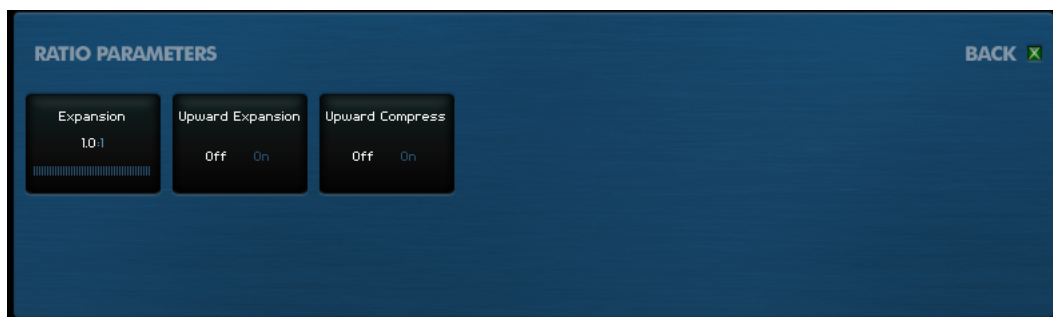 RATIO PARAMETERS
BACK X
Expansion
1.0:1
Upward Expansion
Off On
Upward Compress
Off On